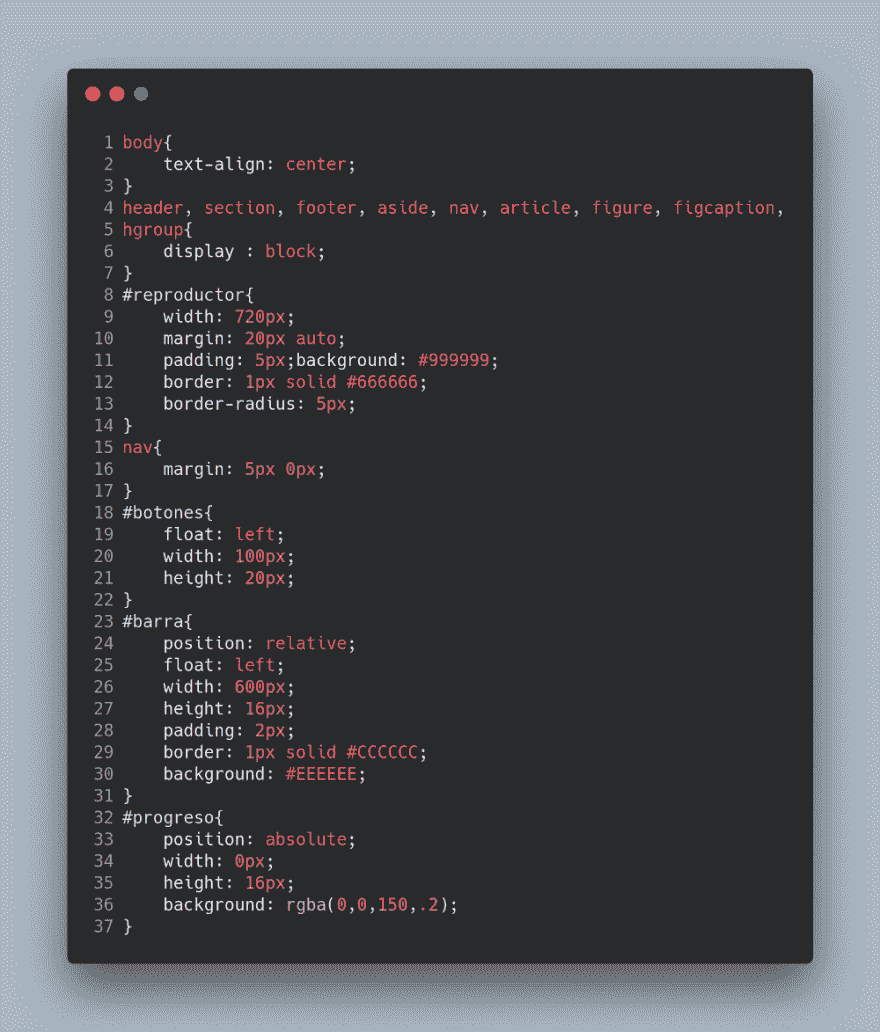 1 body{
2     text-align: center;
3 }
4 header, section, footer, aside, nav, article, figure, figcaption,
5 hgroup{
6     display : block;
7 }
8 #reproductor{
9     width: 720px;
10     margin: 20px auto;
11     padding: 5px;background: #999999;
12     border: 1px solid #666666;
13     border-radius: 5px;
14 }
15 nav{
16     margin: 5px 0px;
17 }
18 #botones{
19     float: left;
20     width: 100px;
21     height: 20px;
22 }
23 #barra{
24     position: relative;
25     float: left;
26     width: 600px;
27     height: 16px;
28     padding: 2px;
29     border: 1px solid #CCCCCC;
30     background: #EEEEEE;
31 }
32 #progreso{
33     position: absolute;
34     width: 0px;
35     height: 16px;
36     background: rgba(0,0,150,.2);
37 }